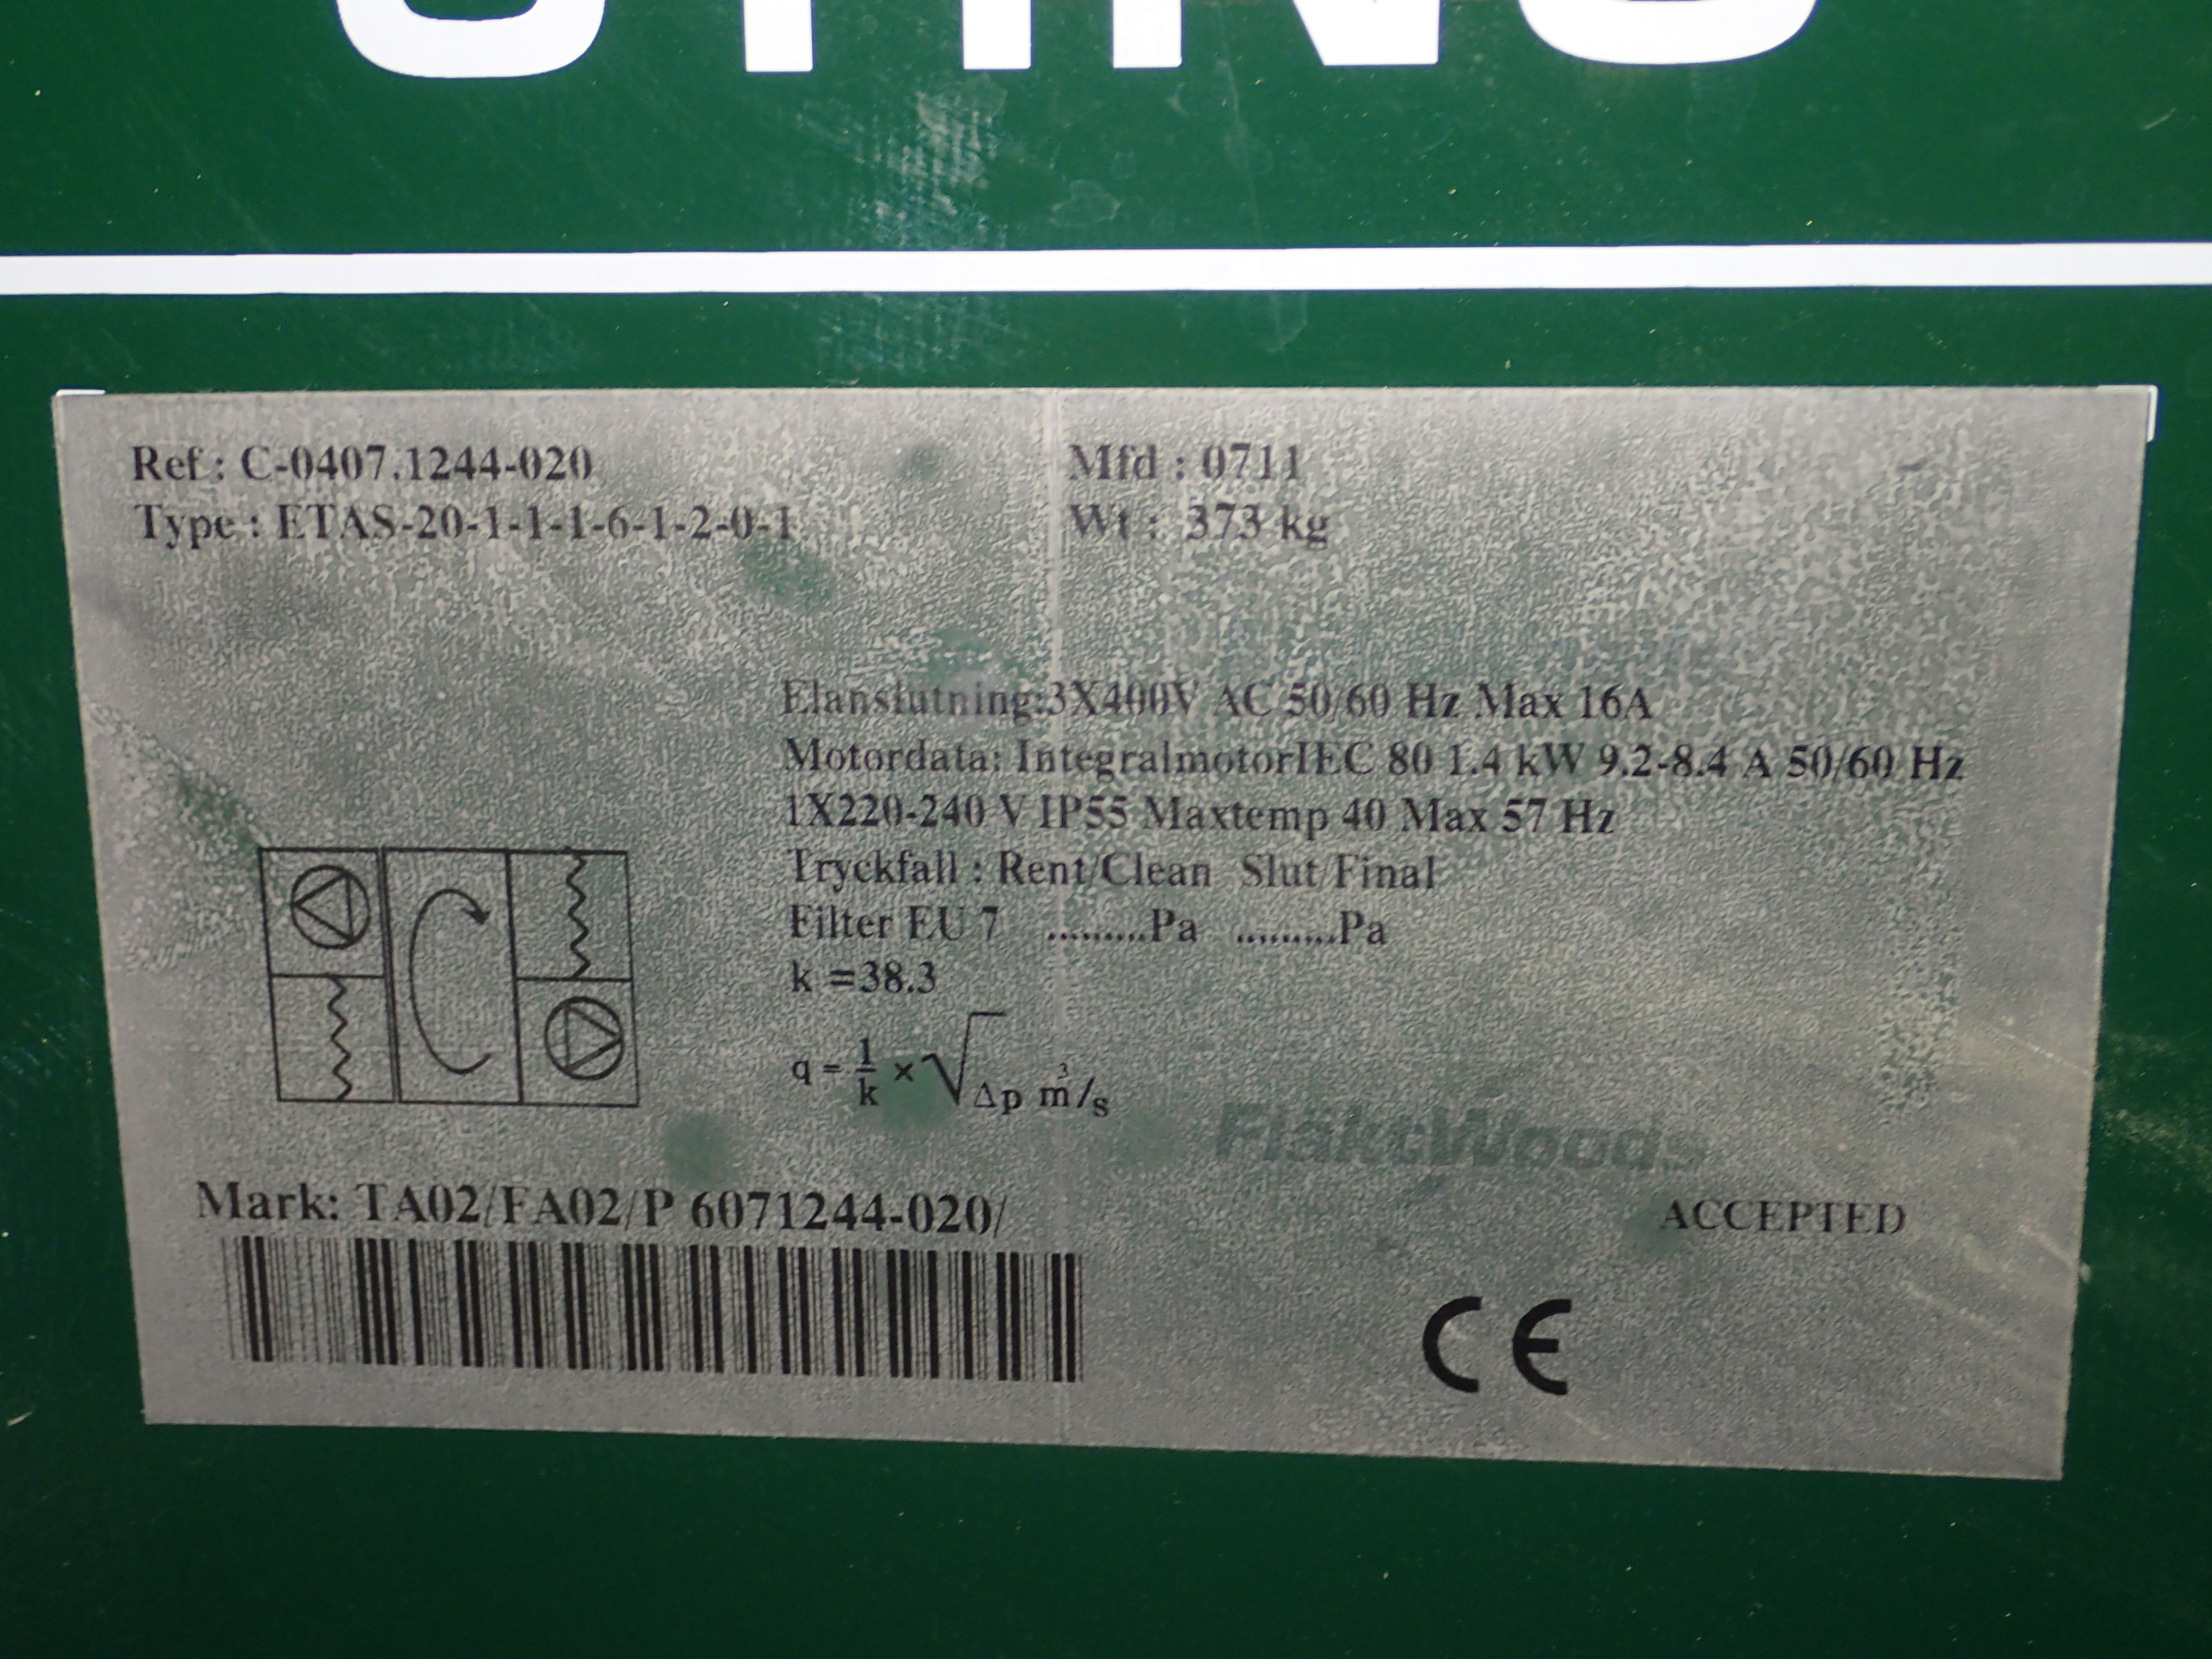 Ref : C-0407.1244-020
Mfd : 0711
Type : ETAS-20-1-1-1-6-1-2-0-1
Wt : 373 kg
Elanslutning:3X400V AC 50/60 Hz Max 16A
Motordata: IntegralmotorIEC 80 1.4 kW 9.2-8.4 A 50/60 Hz
1X220-240 V IP55 Maxtemp 40 Max 57 Hz
Tryckfall : Rent/Clean Slut/Final
Filter EU 7 .........Pa .........Pa
k =38.3
q = 1/k × √Δp m³/s
FläktWoods
Mark: TA02/FA02/P 6071244-020/
ACCEPTED
CE